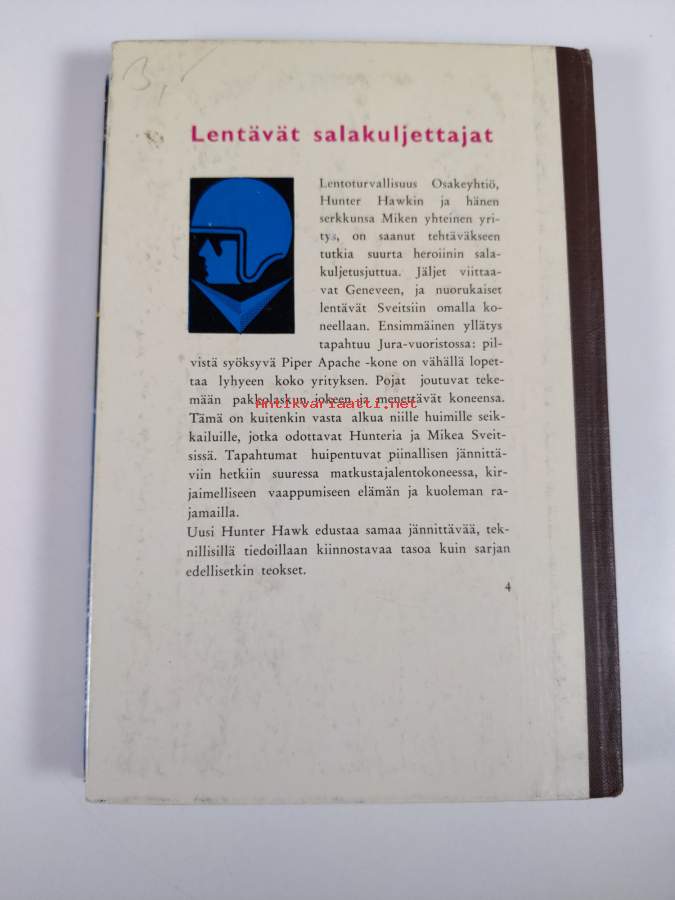 3,-
Lentävät salakuljettajat
Lentoturvallisuus Osakeyhtiö,
Hunter Hawkin ja hänen
serkkunsa Miken yhteinen yri-
tys, on saanut tehtäväkseen
tutkia suurta heroiinin sala-
kuljetusjuttua. Jäljet viittaa-
vat Geneveen, ja nuorukaiset
lentävät Sveitsiin omalla ko-
neellaan. Ensimmäinen yllätys
tapahtuu Jura-vuoristossa: pil-
vistä syöksyvä Piper Apache -kone on vähällä lopet-
taa lyhyeen koko yrityksen. Pojat joutuvat teke-
mään pakkolaskun jokeen ja menettävät koneensa.
Antikvariaatti.net
Tämä on kuitenkin vasta alkua niille huimille seik-
kailuille, jotka odottavat Hunteria ja Mikea Sveit-
sissä. Tapahtumat huipentuvat piinallisen jännittä-
viin hetkiin suuressa matkustajalentokoneessa, kir-
jaimelliseen vaappumiseen elämän ja kuoleman ra-
jamailla.
Uusi Hunter Hawk edustaa samaa jännittävää, tek-
nillisillä tiedoillaan kiinnostavaa tasoa kuin sarjan
edellisetkin teokset.
4